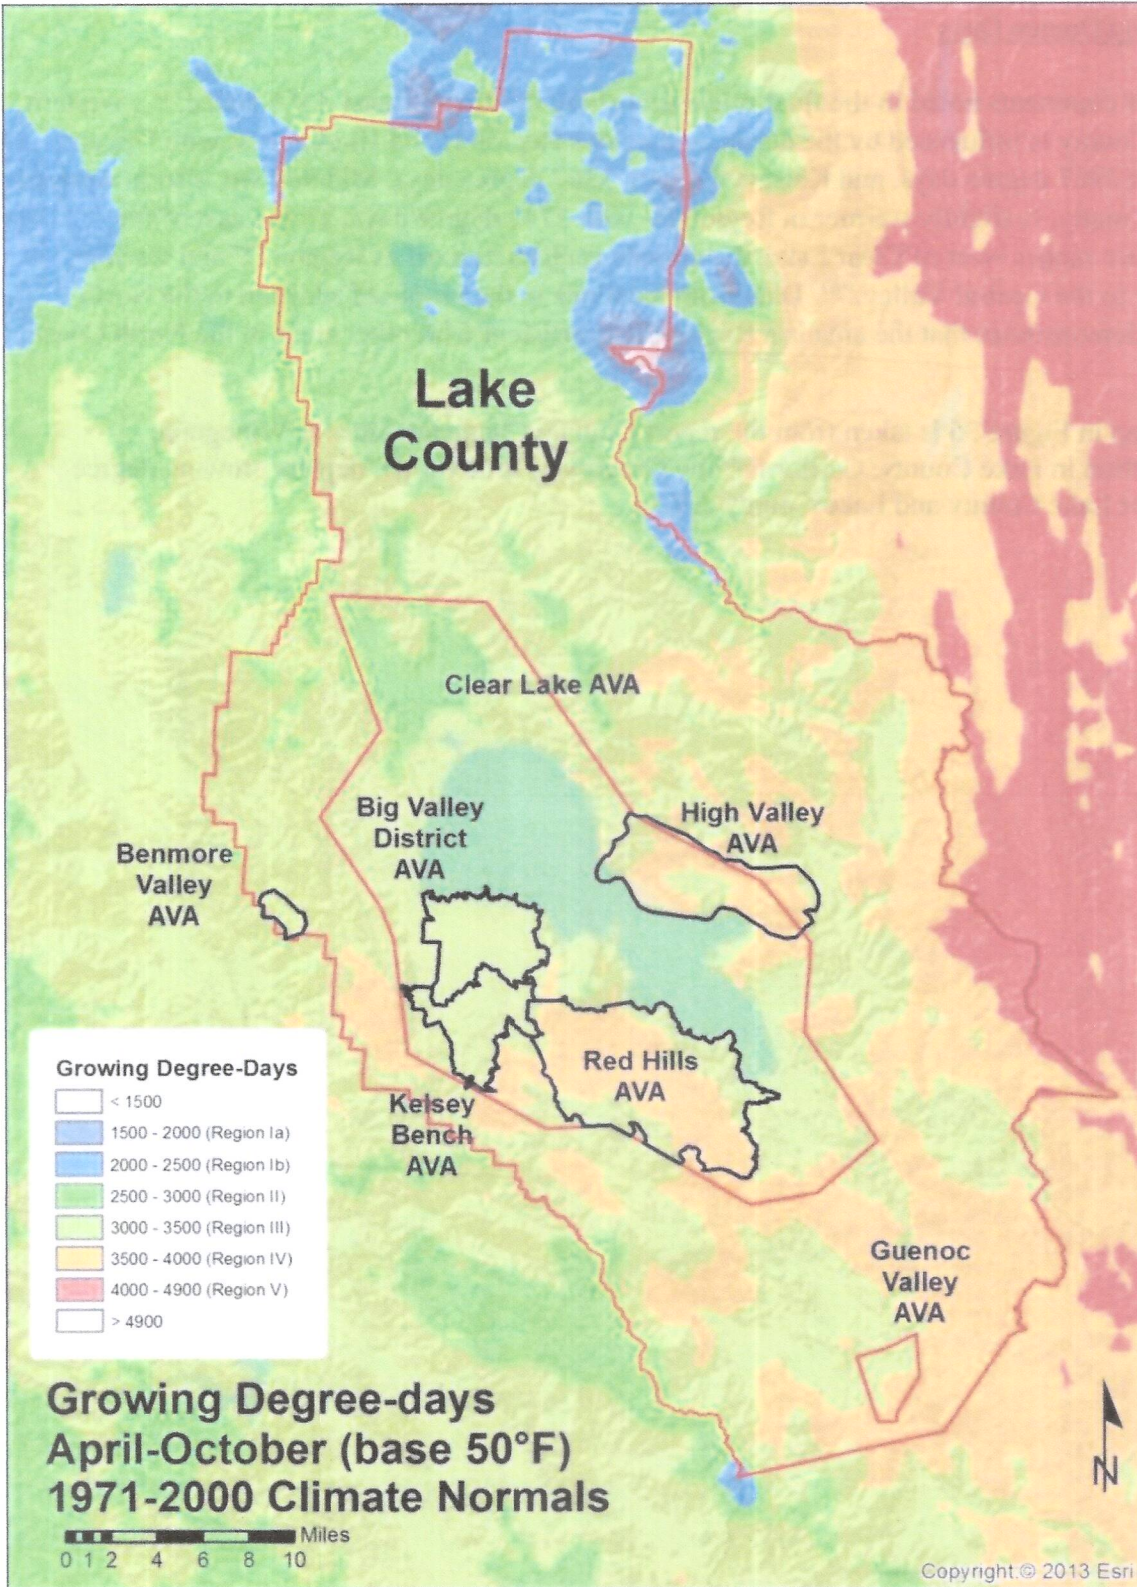 Lake
County
Clear Lake AVA
Big Valley
District
AVA
High Valley
AVA
Benmore
Valley
AVA
Red Hills
AVA
Kelsey
Bench
AVA
Guenoc
Valley
AVA
Growing Degree-Days
< 1500
1500 - 2000 (Region Ia)
2000 - 2500 (Region Ib)
2500 - 3000 (Region II)
3000 - 3500 (Region III)
3500 - 4000 (Region IV)
4000 - 4900 (Region V)
> 4900
Growing Degree-days
April-October (base 50°F)
1971-2000 Climate Normals
Miles
0 1 2 4 6 8 10
N
Copyright:© 2013 Esri